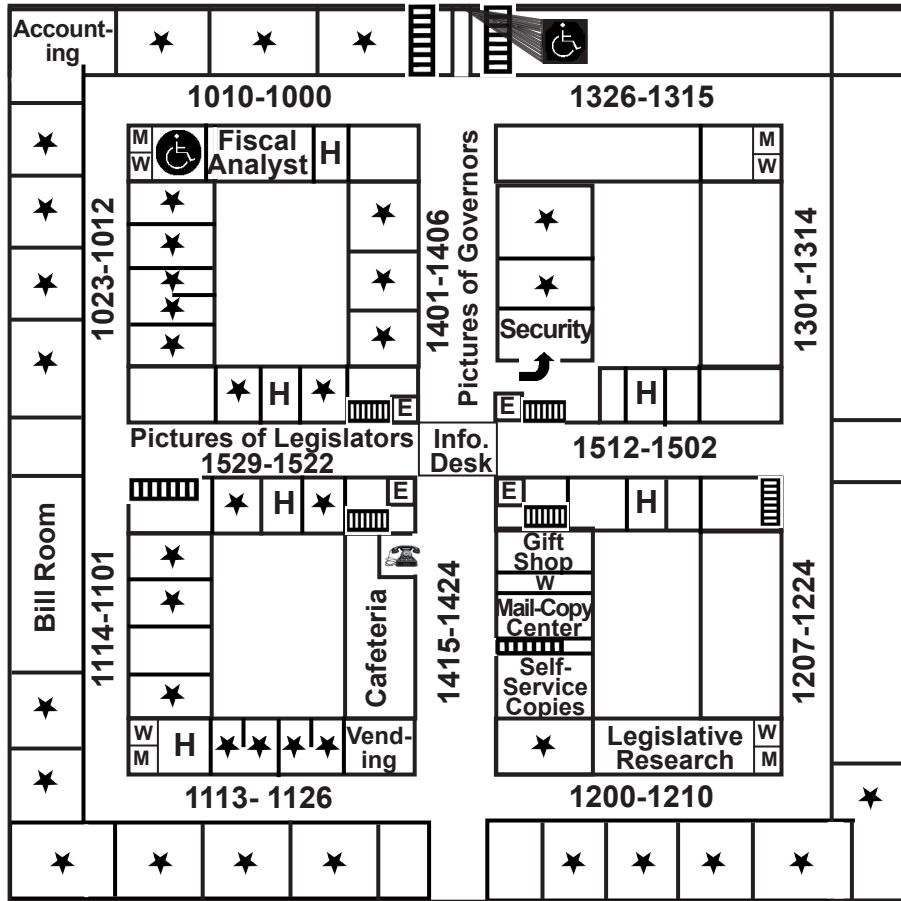 Account-
ing
1010-1000
1326-1315
M
W
Fiscal
Analyst
H
M
W
1023-1012
1401-1406
Pictures of Governors
1301-1314
Security
H
E
E
H
Pictures of Legislators
1529-1522
Info.
Desk
1512-1502
H
E
E
H
Bill Room
1114-1101
Cafeteria
1415-1424
Gift
Shop
W
Mail-Copy
Center
Self-
Service
Copies
1207-1224
W
M
H
Vend-
ing
Legislative
Research
W
M
1113- 1126
1200-1210